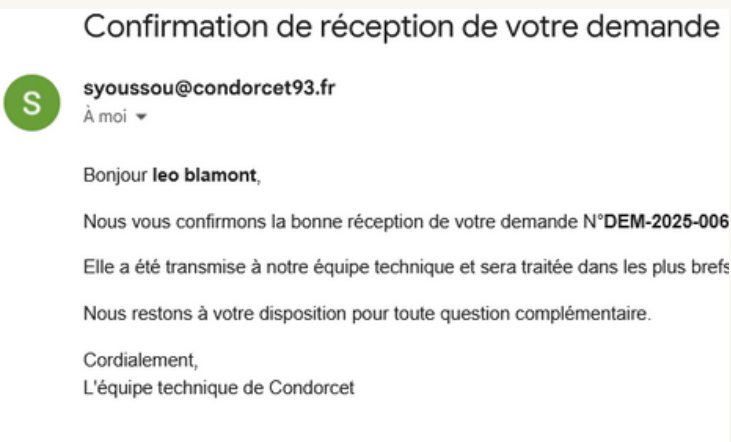 Confirmation de réception de votre demande
S
syoussou@condorcet93.fr
À moi
Bonjour leo blamont,
Nous vous confirmons la bonne réception de votre demande N°DEM-2025-006
Elle a été transmise à notre équipe technique et sera traitée dans les plus brefs
Nous restons à votre disposition pour toute question complémentaire.
Cordialement,
L'équipe technique de Condorcet